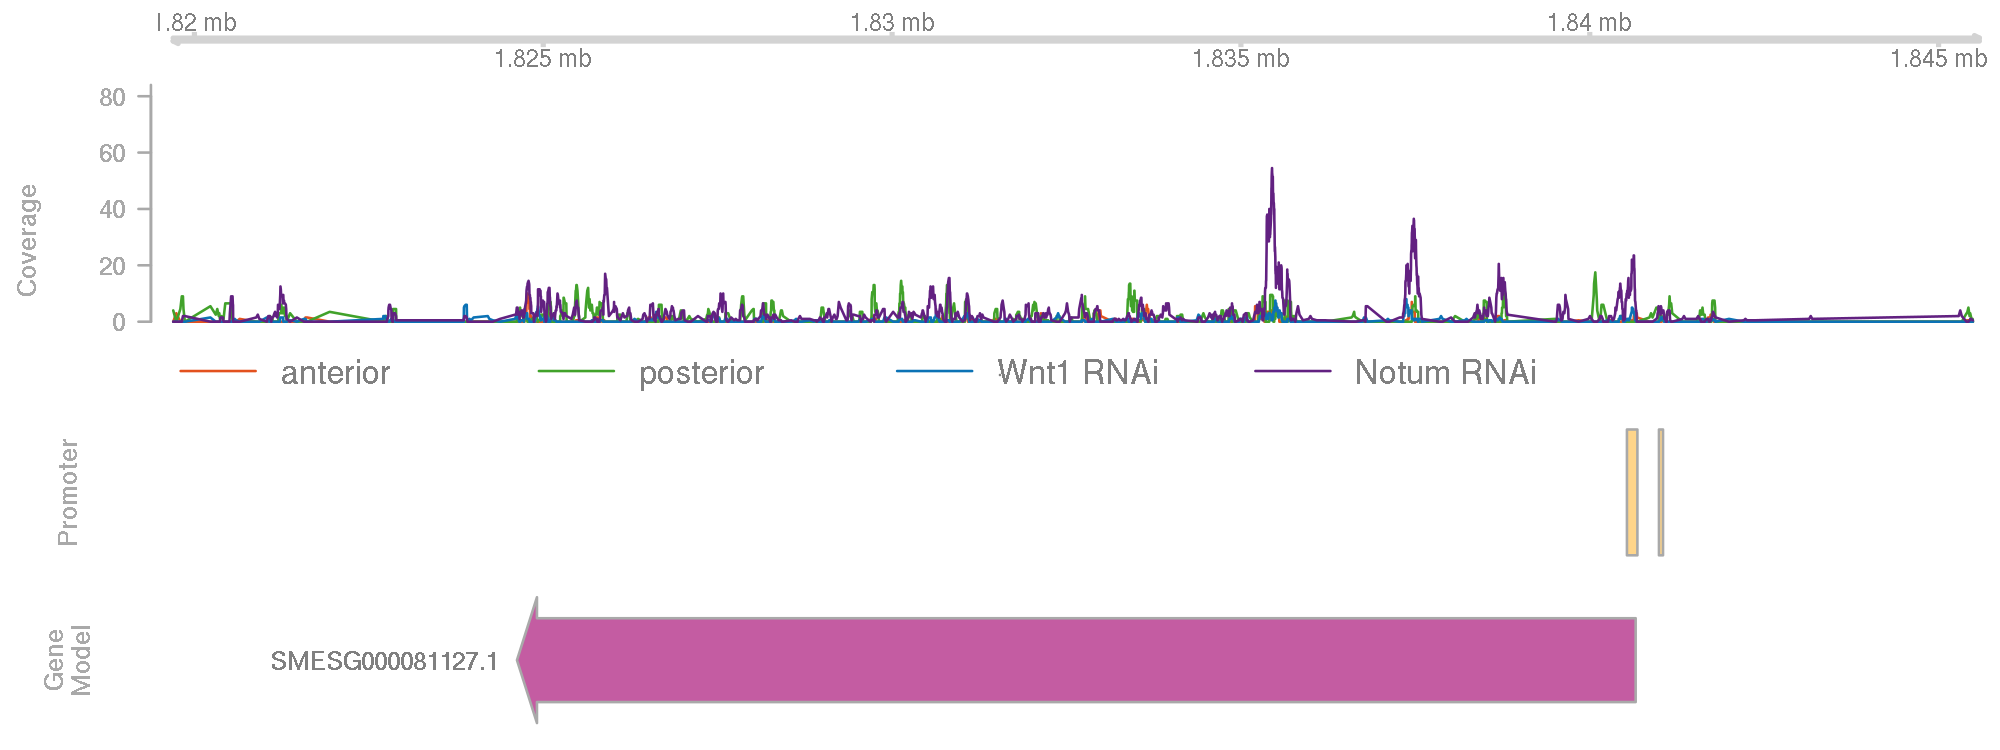 1.82 mb 1.83 mb 1.84 mb
1.825 mb 1.835 mb 1.845 mb
80
60
40
20
0
Coverage
anterior posterior Wnt1 RNAi Notum RNAi
Promoter
Gene
Model
SMESG000081127.1